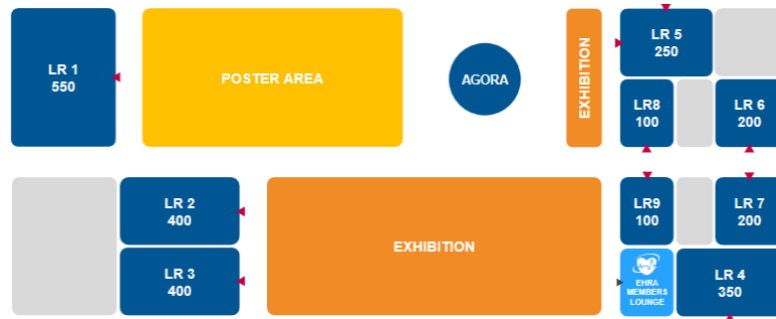 LR 1
550
POSTER AREA
AGORA
EXHIBITION
LR 5
250
LR8
100
LR 6
200
LR 2
400
LR 3
400
EXHIBITION
LR9
100
LR 7
200
EHRA
MEMBERS
LOUNGE
LR 4
350